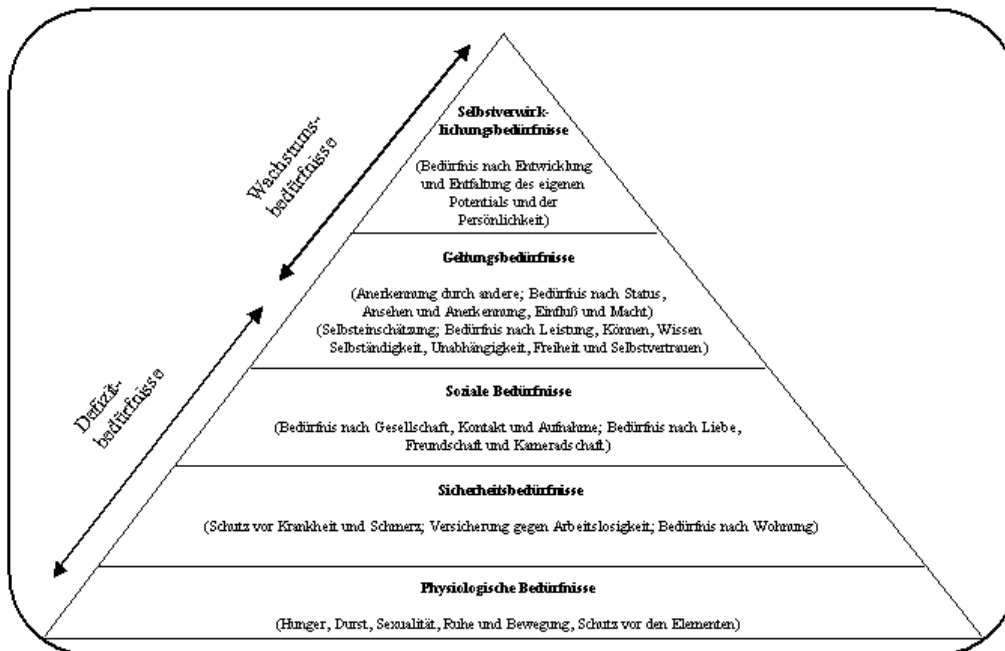 Wachstums-
bedürfnisse
Defizit-
bedürfnisse
Selbstverwirk-
lichungsbedürfnisse
(Bedürfnis nach Entwicklung
und Entfaltung des eigenen
Potentials und der
Persönlichkeit)
Geltungsbedürfnisse
(Anerkennung durch andere; Bedürfnis nach Status,
Ansehen und Anerkennung, Einfluß und Macht)
(Selbsteinschätzung; Bedürfnis nach Leistung, Können, Wissen
Selbständigkeit, Unabhängigkeit, Freiheit und Selbstvertrauen)
Soziale Bedürfnisse
(Bedürfnis nach Gesellschaft, Kontakt und Aufnahme; Bedürfnis nach Liebe,
Freundschaft und Kameradschaft)
Sicherheitsbedürfnisse
(Schutz vor Krankheit und Schmerz; Versicherung gegen Arbeitslosigkeit; Bedürfnis nach Wohnung)
Physiologische Bedürfnisse
(Hunger, Durst, Sexualität, Ruhe und Bewegung, Schutz vor den Elementen)